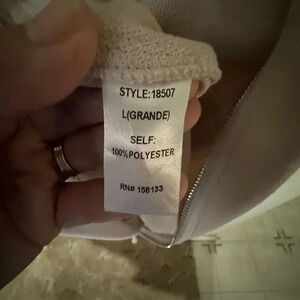 STYLE:18507
L(GRANDE)
SELF:
100%POLYESTER
RN# 158133